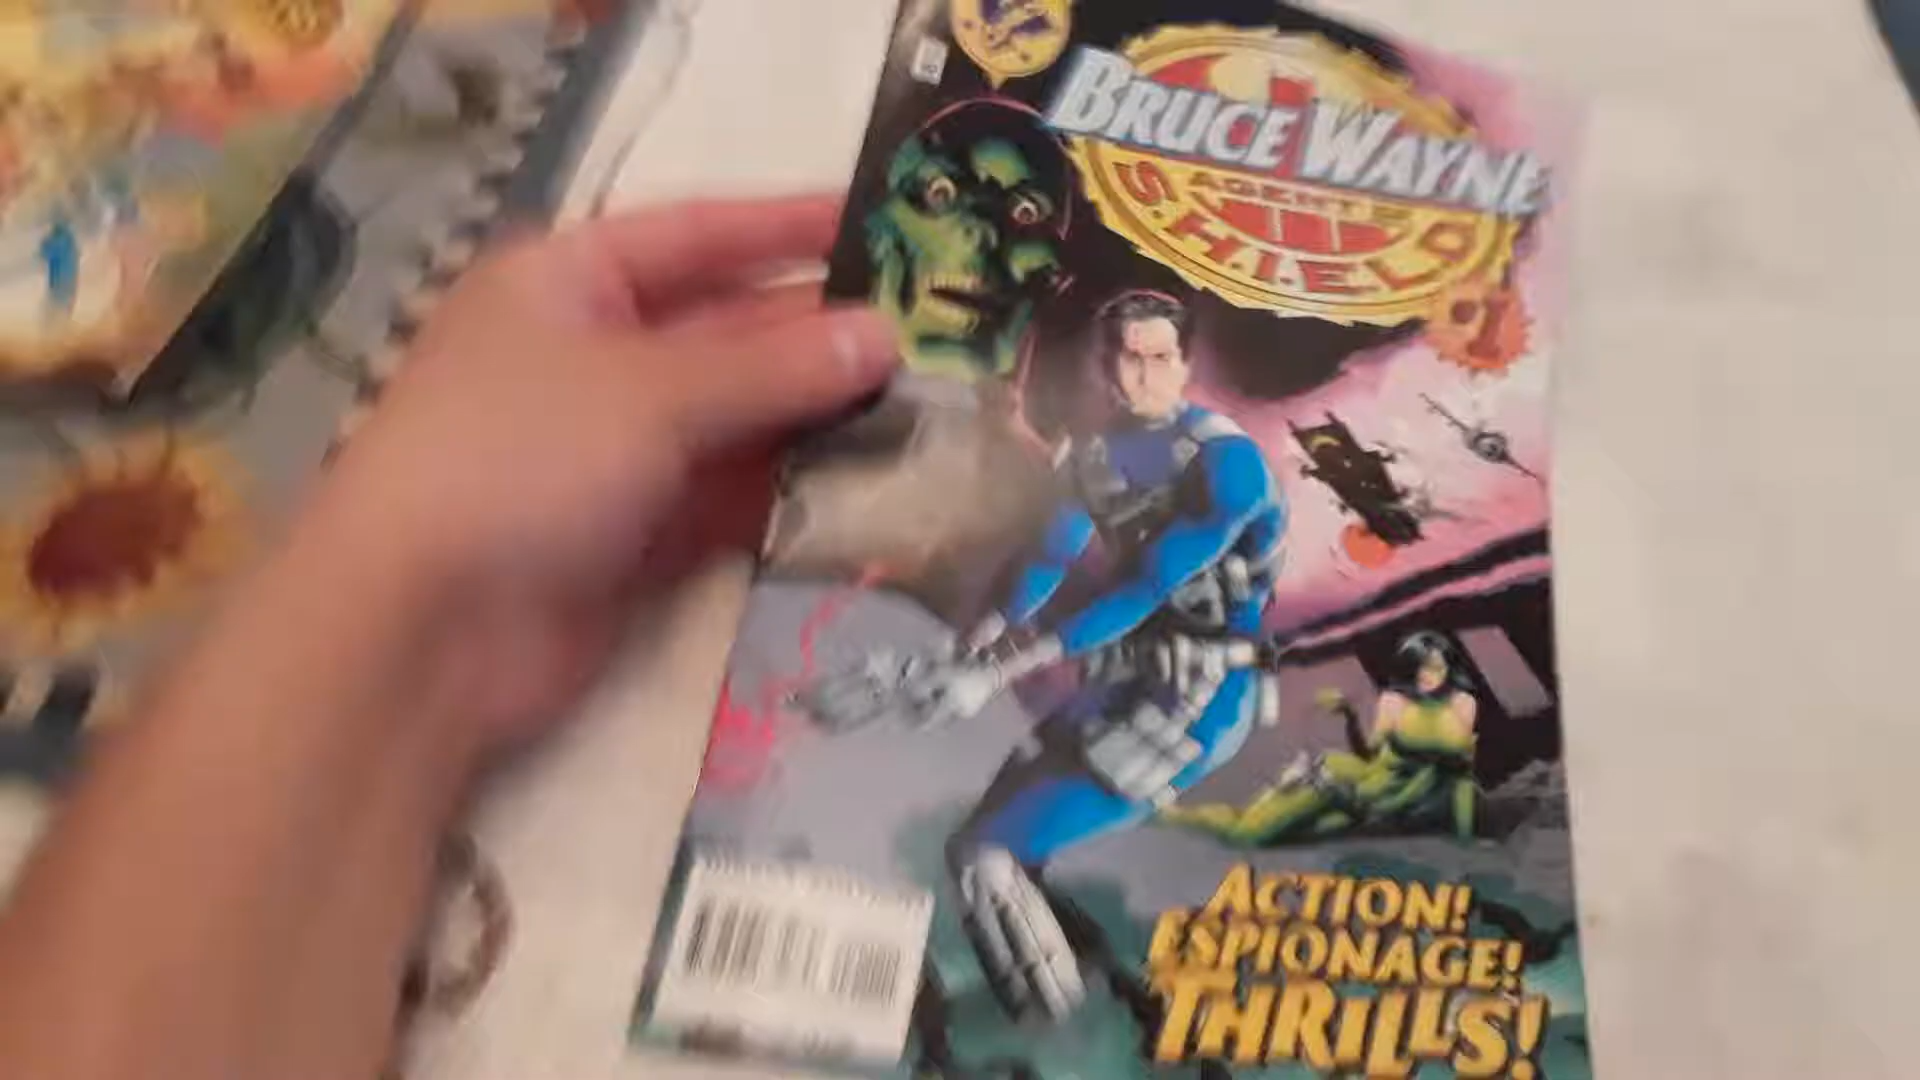 BRUCE WAYNE
AGENT OF
S.H.I.E.L.D.
#1
ACTION!
ESPIONAGE!
THRILLS!